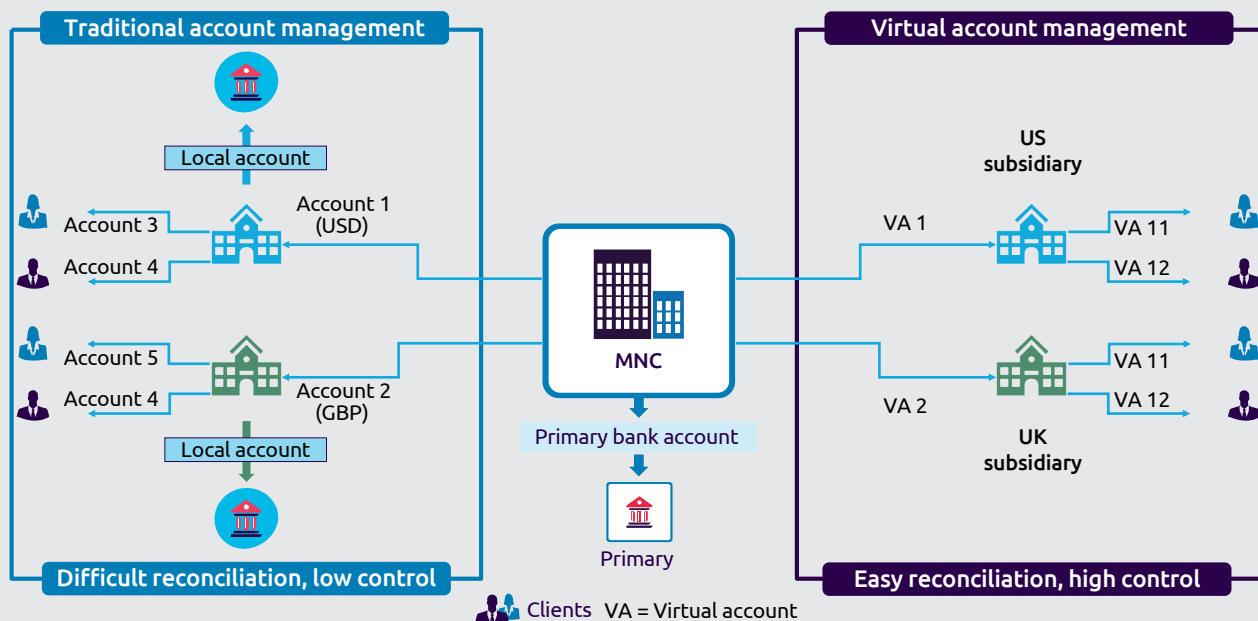 Traditional account management
Local account
Account 1
(USD)
Account 3
Account 4
Account 5
Account 4
Account 2
(GBP)
Local account
Difficult reconciliation, low control
MNC
Primary bank account
Primary
Virtual account management
US
subsidiary
VA 1
VA 11
VA 12
VA 11
VA 12
VA 2
UK
subsidiary
Easy reconciliation, high control
Clients VA = Virtual account